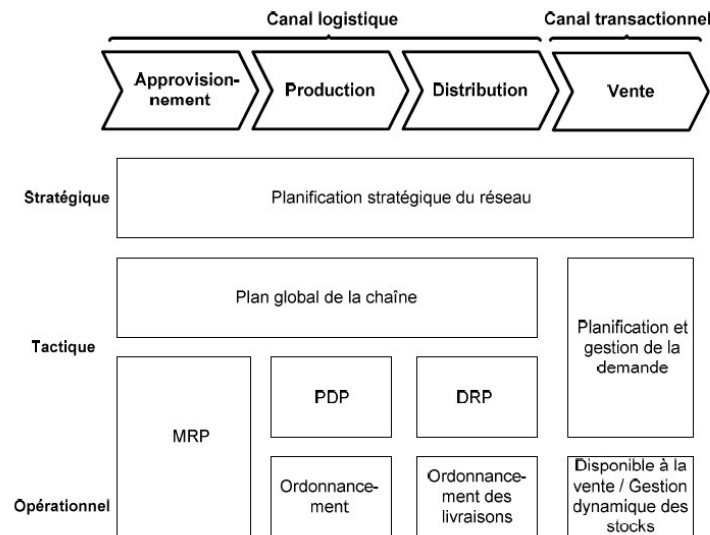 Canal logistique
Canal transactionnel
Approvision-
nement
Production
Distribution
Vente
Stratégique
Planification stratégique du réseau
Plan global de la chaîne
Tactique
Planification et
gestion de la
demande
MRP
PDP
DRP
Opérationnel
Ordonnance-
ment
Ordonnance-
ment des
livraisons
Disponible à la
vente / Gestion
dynamique des
stocks